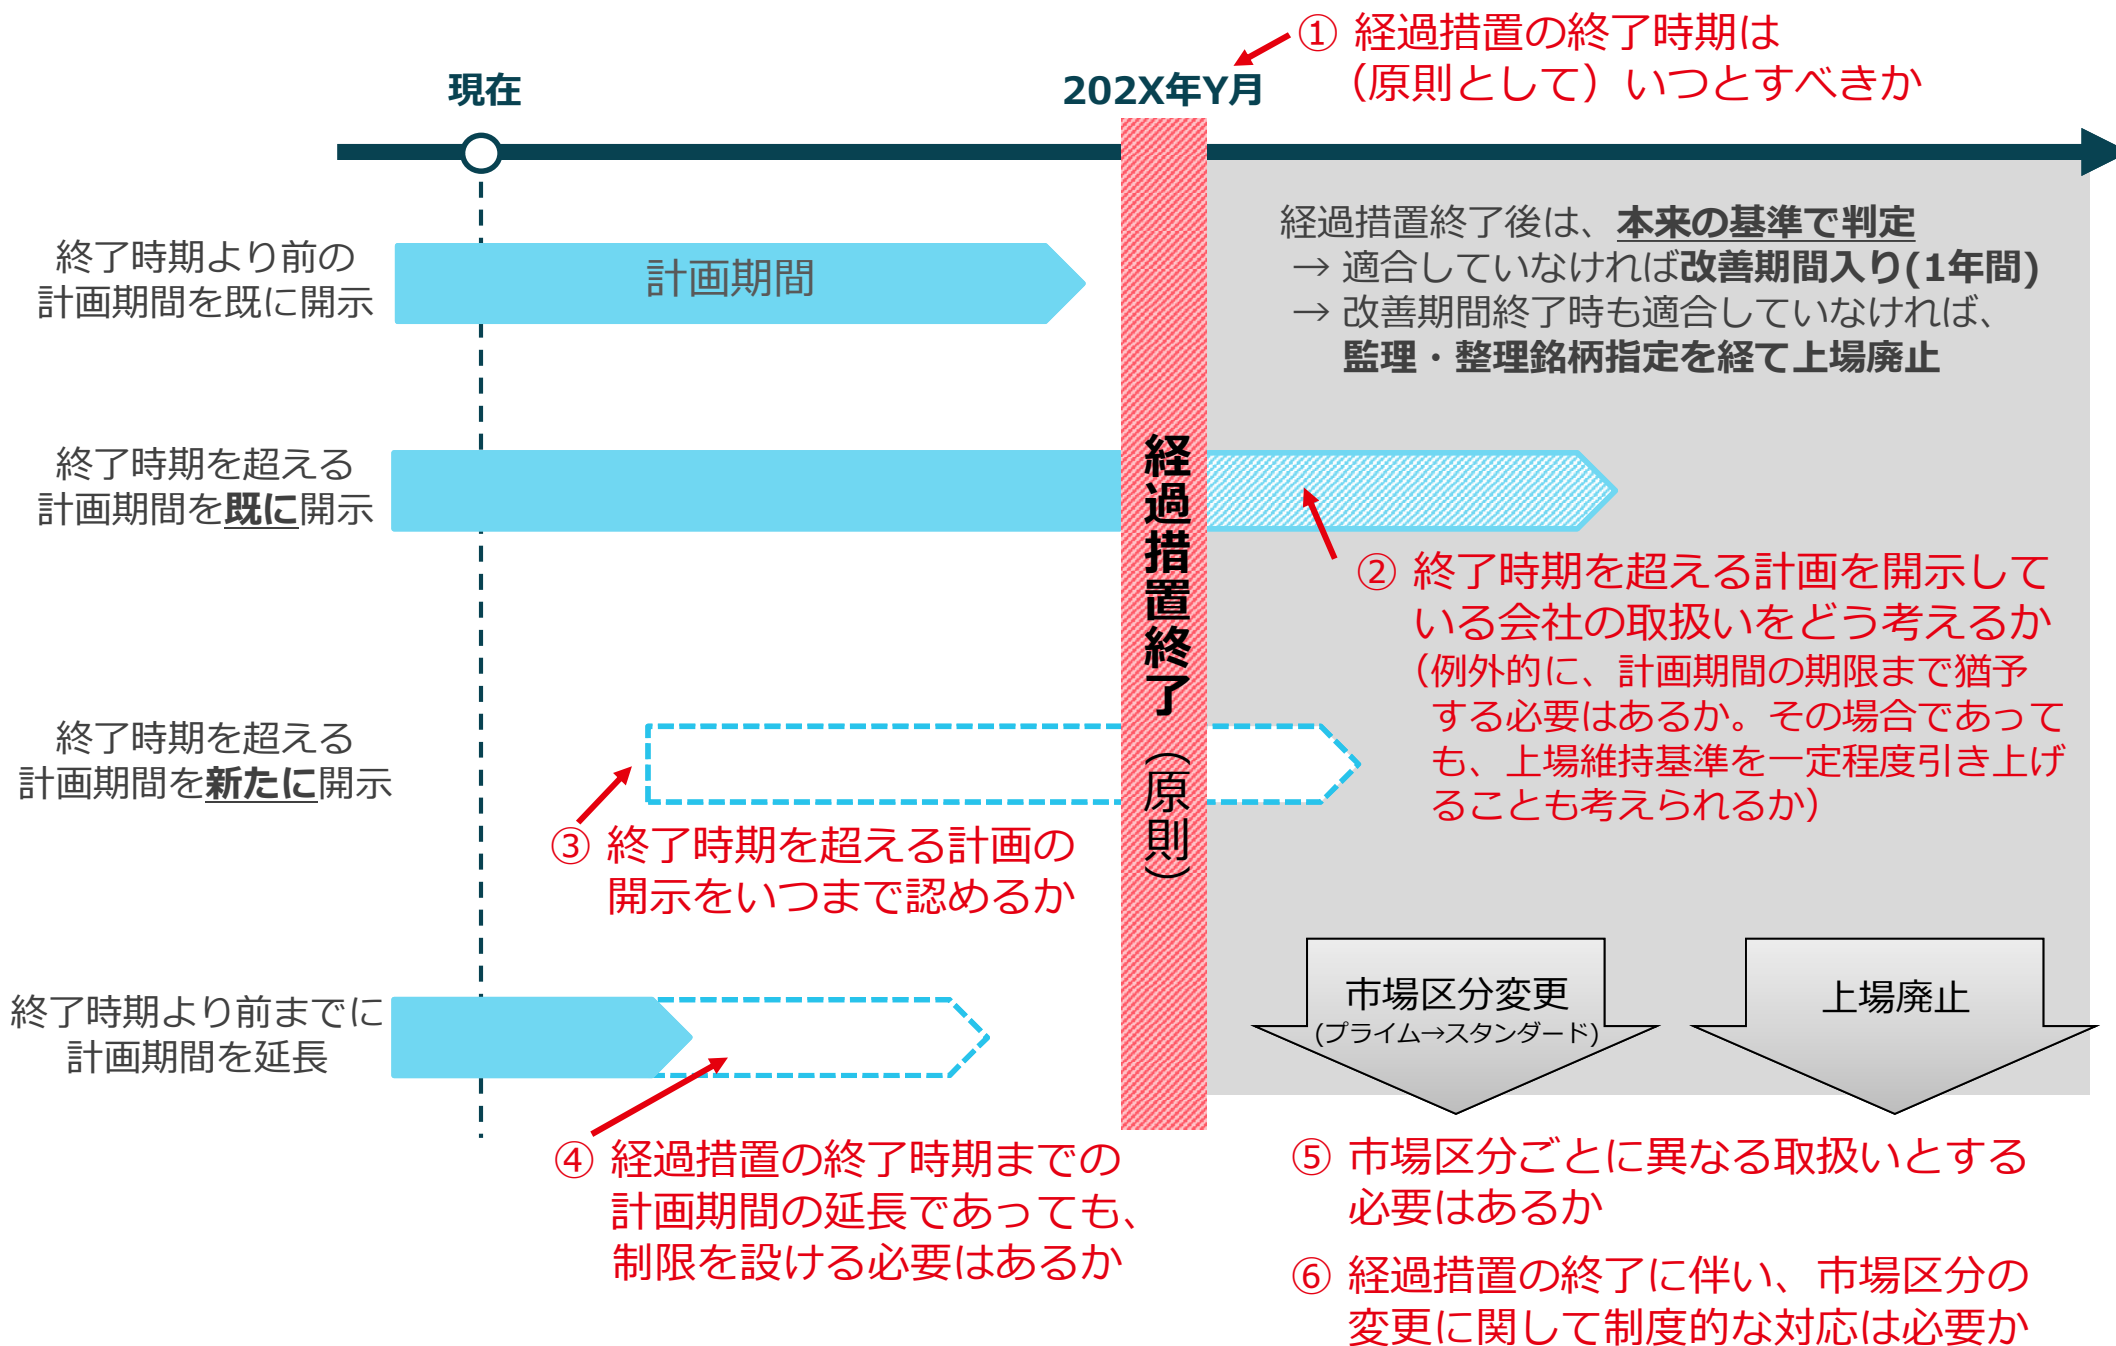 ① 経過措置の終了時期は
（原則として）いつとすべきか
現在
202X年Y月
経過措置終了後は、本来の基準で判定
→ 適合していなければ改善期間入り(1年間)
→ 改善期間終了時も適合していなければ、
監理・整理銘柄指定を経て上場廃止
終了時期より前の
計画期間を既に開示
計画期間
経過措置終了（原則）
終了時期を超える
計画期間を既に開示
② 終了時期を超える計画を開示して
いる会社の取扱いをどう考えるか
（例外的に、計画期間の期限まで猶予
する必要はあるか。その場合であって
も、上場維持基準を一定程度引き上げ
ることも考えられるか）
終了時期を超える
計画期間を新たに開示
③ 終了時期を超える計画の
開示をいつまで認めるか
終了時期より前までに
計画期間を延長
④ 経過措置の終了時期までの
計画期間の延長であっても、
制限を設ける必要はあるか
市場区分変更
(プライム→スタンダード)
上場廃止
⑤ 市場区分ごとに異なる取扱いとする
必要はあるか
⑥ 経過措置の終了に伴い、市場区分の
変更に関して制度的な対応は必要か